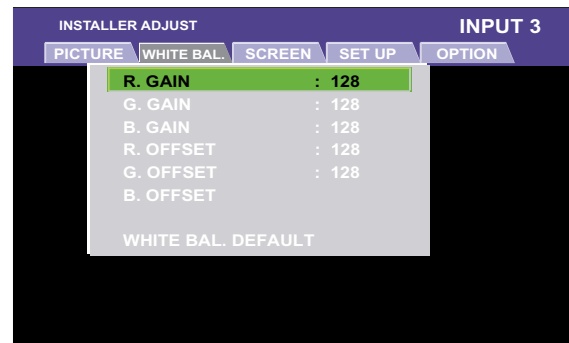 INSTALLER ADJUST INPUT 3
PICTURE WHITE BAL. SCREEN SET UP OPTION
R. GAIN : 128
G. GAIN : 128
B. GAIN : 128
R. OFFSET : 128
G. OFFSET : 128
B. OFFSET
WHITE BAL. DEFAULT